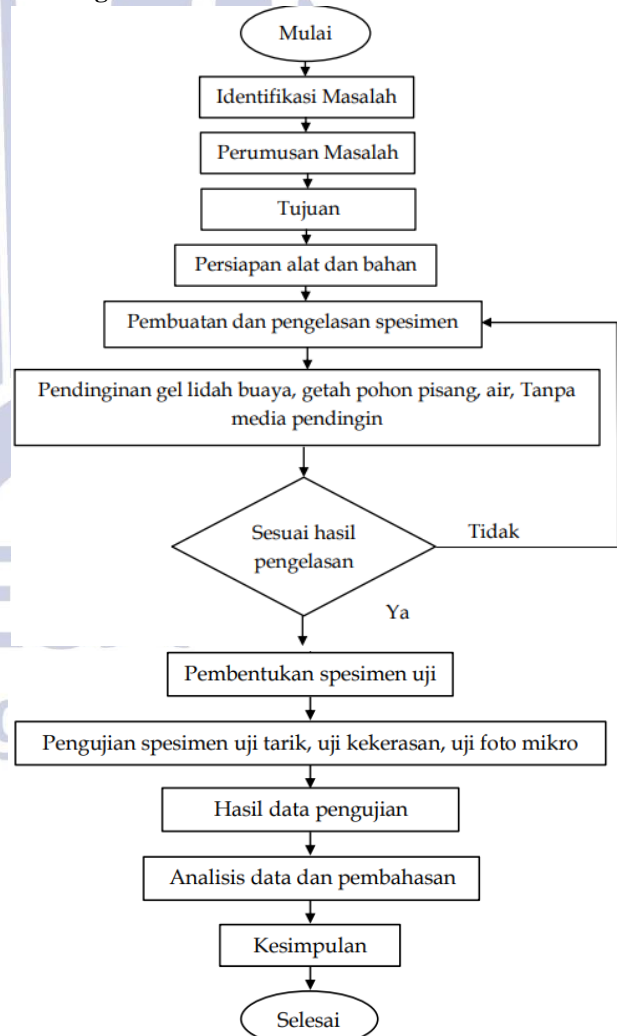 Mulai
Identifikasi Masalah
Perumusan Masalah
Tujuan
Persiapan alat dan bahan
Pembuatan dan pengelasan spesimen
Pendinginan gel lidah buaya, getah pohon pisang, air, Tanpa
media pendingin
Sesuai hasil
pengelasan
Tidak
Ya
Pembentukan spesimen uji
Pengujian spesimen uji tarik, uji kekerasan, uji foto mikro
Hasil data pengujian
Analisis data dan pembahasan
Kesimpulan
Selesai